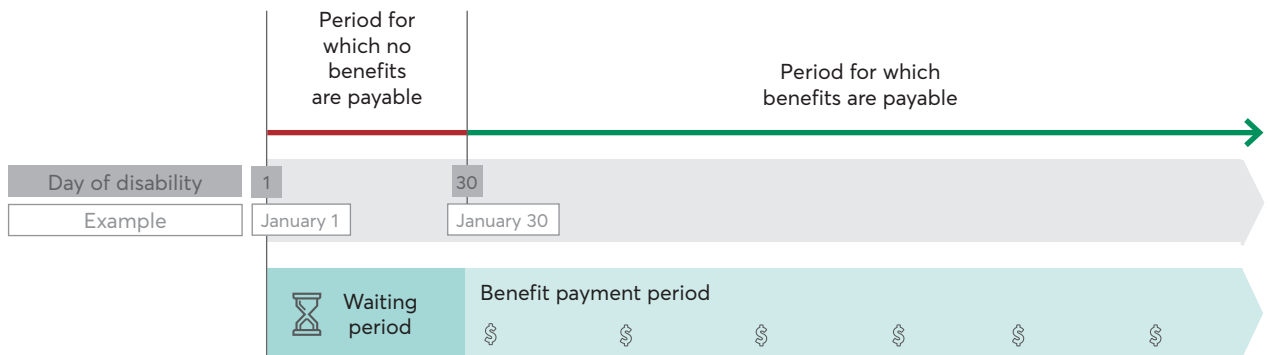 Period for
which no
benefits
are payable
Period for which
benefits are payable
Day of disability
1
30
Example
January 1
January 30
Waiting
period
Benefit payment period
$ $ $ $ $ $